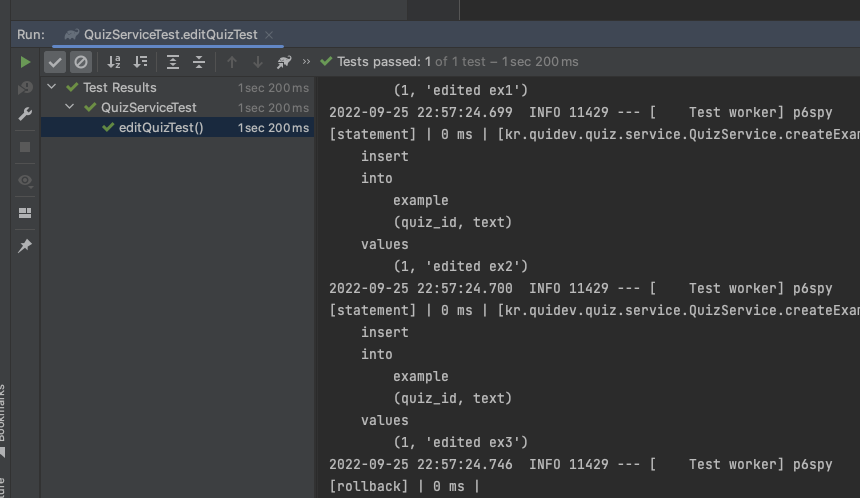 Run: QuizServiceTest.editQuizTest ×
Tests passed: 1 of 1 test – 1 sec 200 ms
Test Results 1 sec 200 ms
QuizServiceTest 1 sec 200 ms
editQuizTest() 1 sec 200 ms
(1, 'edited ex1')
2022-09-25 22:57:24.699 INFO 11429 --- [ Test worker] p6spy
[statement] | 0 ms | [kr.quidev.quiz.service.QuizService.createExa
insert
into
example
(quiz_id, text)
values
(1, 'edited ex2')
2022-09-25 22:57:24.700 INFO 11429 --- [ Test worker] p6spy
[statement] | 0 ms | [kr.quidev.quiz.service.QuizService.createExa
insert
into
example
(quiz_id, text)
values
(1, 'edited ex3')
2022-09-25 22:57:24.746 INFO 11429 --- [ Test worker] p6spy
[rollback] | 0 ms |